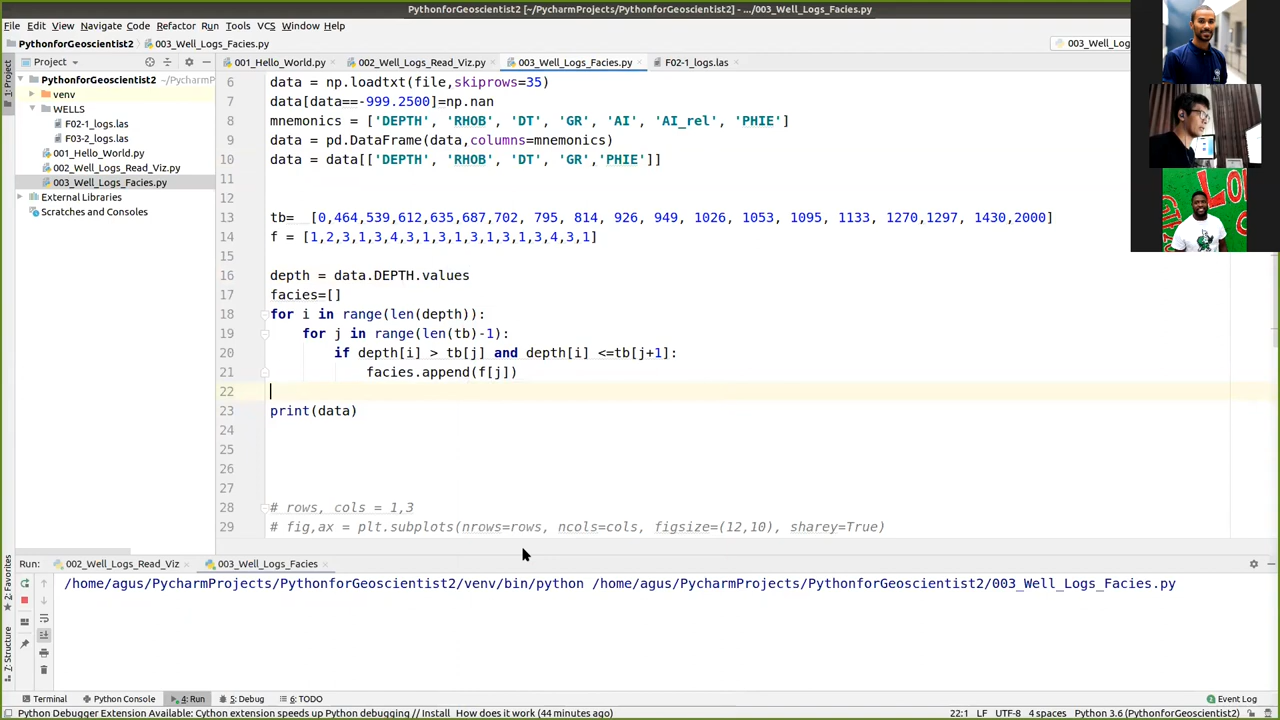 PythonforGeoscientist2 [~/PycharmProjects/PythonforGeoscientist2] - .../003_Well_Logs_Facies.py
File Edit View Navigate Code Refactor Run Tools VCS Window Help
PythonforGeoscientist2 003_Well_Logs_Facies.py 003_Well_Log
Project 001_Hello_World.py 002_Well_Logs_Read_Viz.py 003_Well_Logs_Facies.py F02-1_logs.las
1: Project
PythonforGeoscientist2 ~/Pycharm
venv
WELLS
F02-1_logs.las
F03-2_logs.las
001_Hello_World.py
002_Well_Logs_Read_Viz.py
003_Well_Logs_Facies.py
External Libraries
Scratches and Consoles
6 data = np.loadtxt(file,skiprows=35)
7 data[data==-999.2500]=np.nan
8 mnemonics = ['DEPTH', 'RHOB', 'DT', 'GR', 'AI', 'AI_rel', 'PHIE']
9 data = pd.DataFrame(data,columns=mnemonics)
10 data = data[['DEPTH', 'RHOB', 'DT', 'GR','PHIE']]
11
12
13 tb=  [0,464,539,612,635,687,702, 795, 814, 926, 949, 1026, 1053, 1095, 1133, 1270,1297, 1430,2000]
14 f = [1,2,3,1,3,4,3,1,3,1,3,1,3,1,3,4,3,1]
15
16 depth = data.DEPTH.values
17 facies=[]
18 for i in range(len(depth)):
19     for j in range(len(tb)-1):
20         if depth[i] > tb[j] and depth[i] <=tb[j+1]:
21             facies.append(f[j])
22
23 print(data)
24
25
26
27
28 # rows, cols = 1,3
29 # fig,ax = plt.subplots(nrows=rows, ncols=cols, figsize=(12,10), sharey=True)
2: Favorites
7: Structure
Run: 002_Well_Logs_Read_Viz 003_Well_Logs_Facies
/home/agus/PycharmProjects/PythonforGeoscientist2/venv/bin/python /home/agus/PycharmProjects/PythonforGeoscientist2/003_Well_Logs_Facies.py
Terminal Python Console 4: Run 5: Debug 6: TODO Event Log
Python Debugger Extension Available: Cython extension speeds up Python debugging // Install How does it work (44 minutes ago) 22:1 LF UTF-8 4 spaces Python 3.6 (PythonforGeoscientist2)